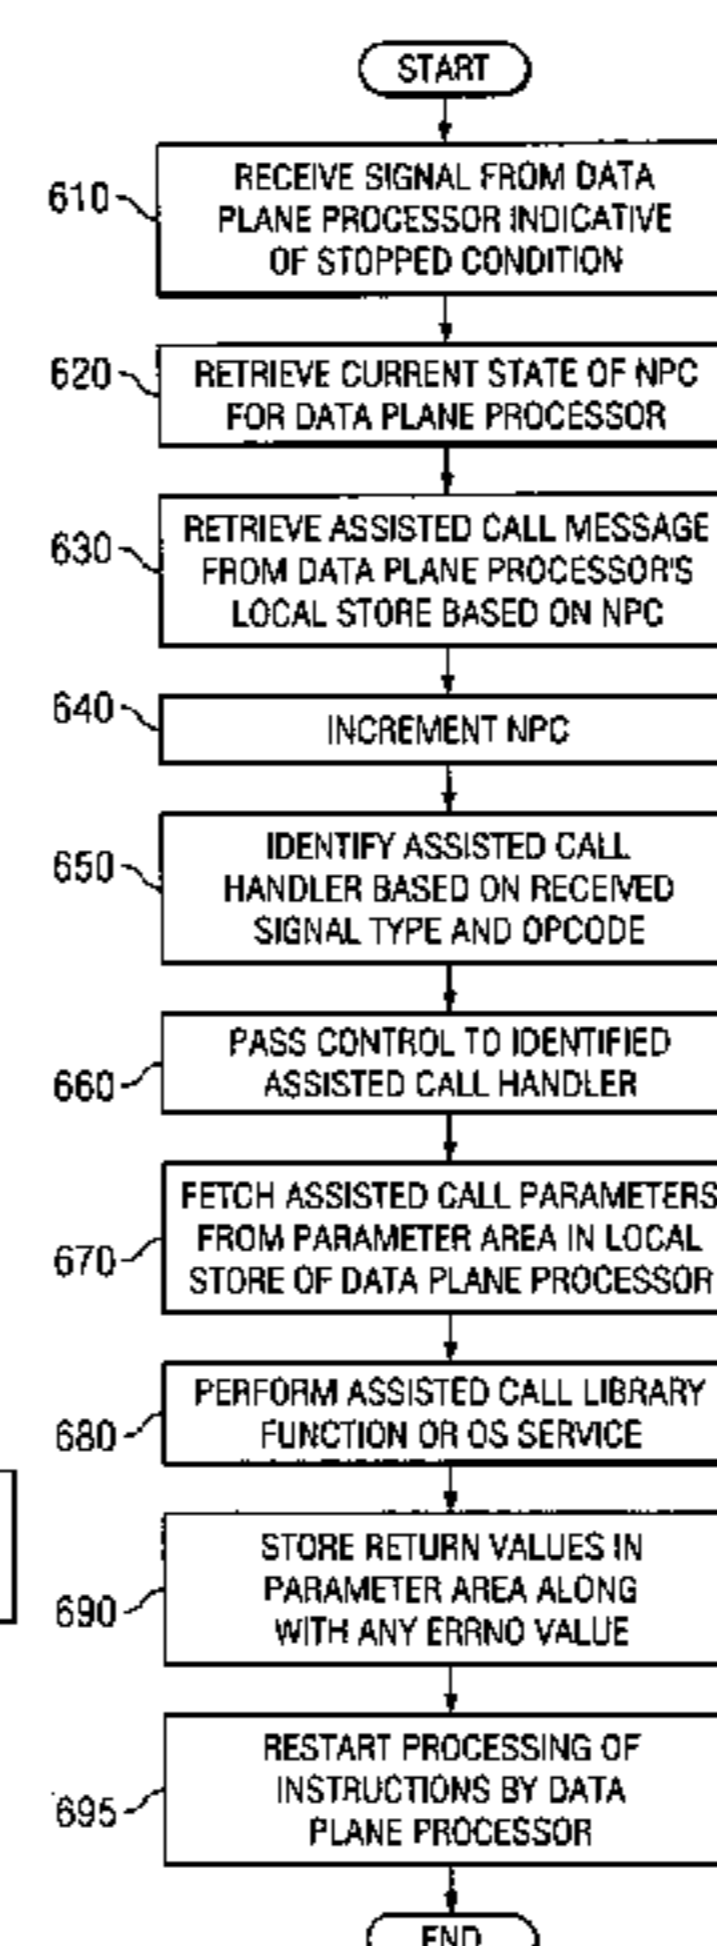 START
610
RECEIVE SIGNAL FROM DATA
PLANE PROCESSOR INDICATIVE
OF STOPPED CONDITION
620
RETRIEVE CURRENT STATE OF NPC
FOR DATA PLANE PROCESSOR
630
RETRIEVE ASSISTED CALL MESSAGE
FROM DATA PLANE PROCESSOR'S
LOCAL STORE BASED ON NPC
640
INCREMENT NPC
650
IDENTIFY ASSISTED CALL
HANDLER BASED ON RECEIVED
SIGNAL TYPE AND OPCODE
660
PASS CONTROL TO IDENTIFIED
ASSISTED CALL HANDLER
670
FETCH ASSISTED CALL PARAMETERS
FROM PARAMETER AREA IN LOCAL
STORE OF DATA PLANE PROCESSOR
680
PERFORM ASSISTED CALL LIBRARY
FUNCTION OR OS SERVICE
690
STORE RETURN VALUES IN
PARAMETER AREA ALONG
WITH ANY ERRNO VALUE
695
RESTART PROCESSING OF
INSTRUCTIONS BY DATA
PLANE PROCESSOR
END